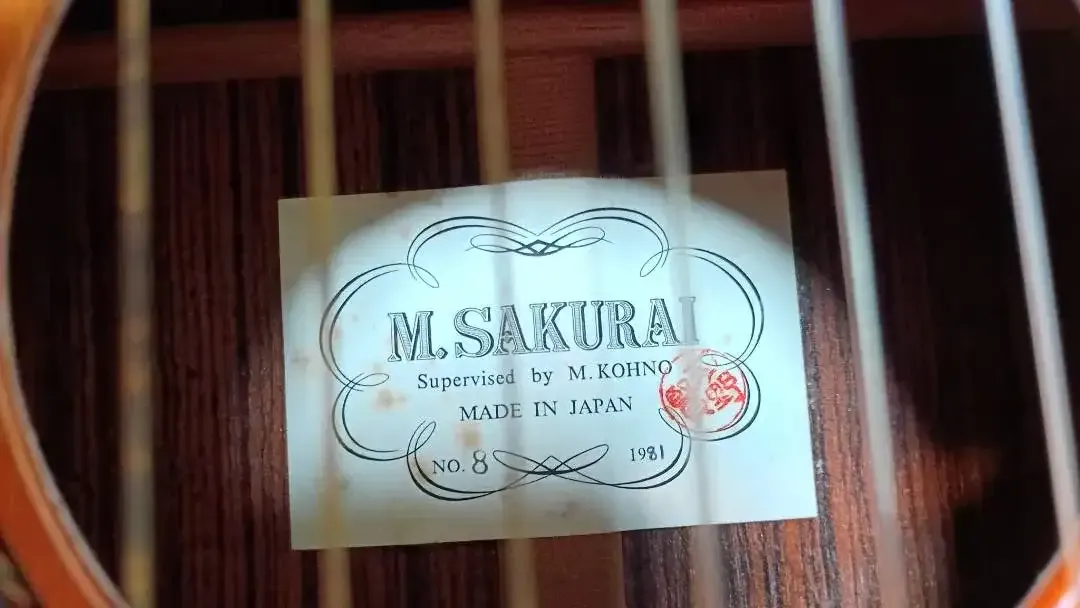 M. SAKURAI
Supervised by M. KOHNO
MADE IN JAPAN
NO. 8 1981